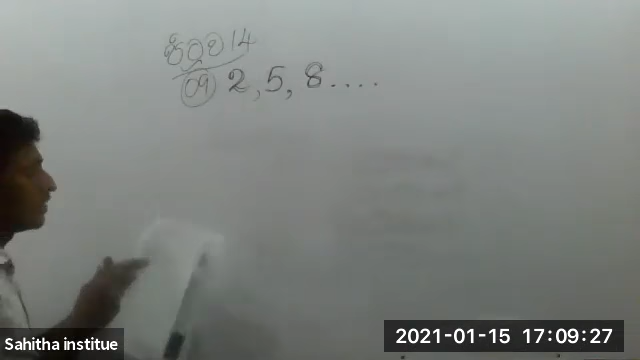 14
09 2, 5, 8....
Sahitha institue
2021-01-15 17:09:27